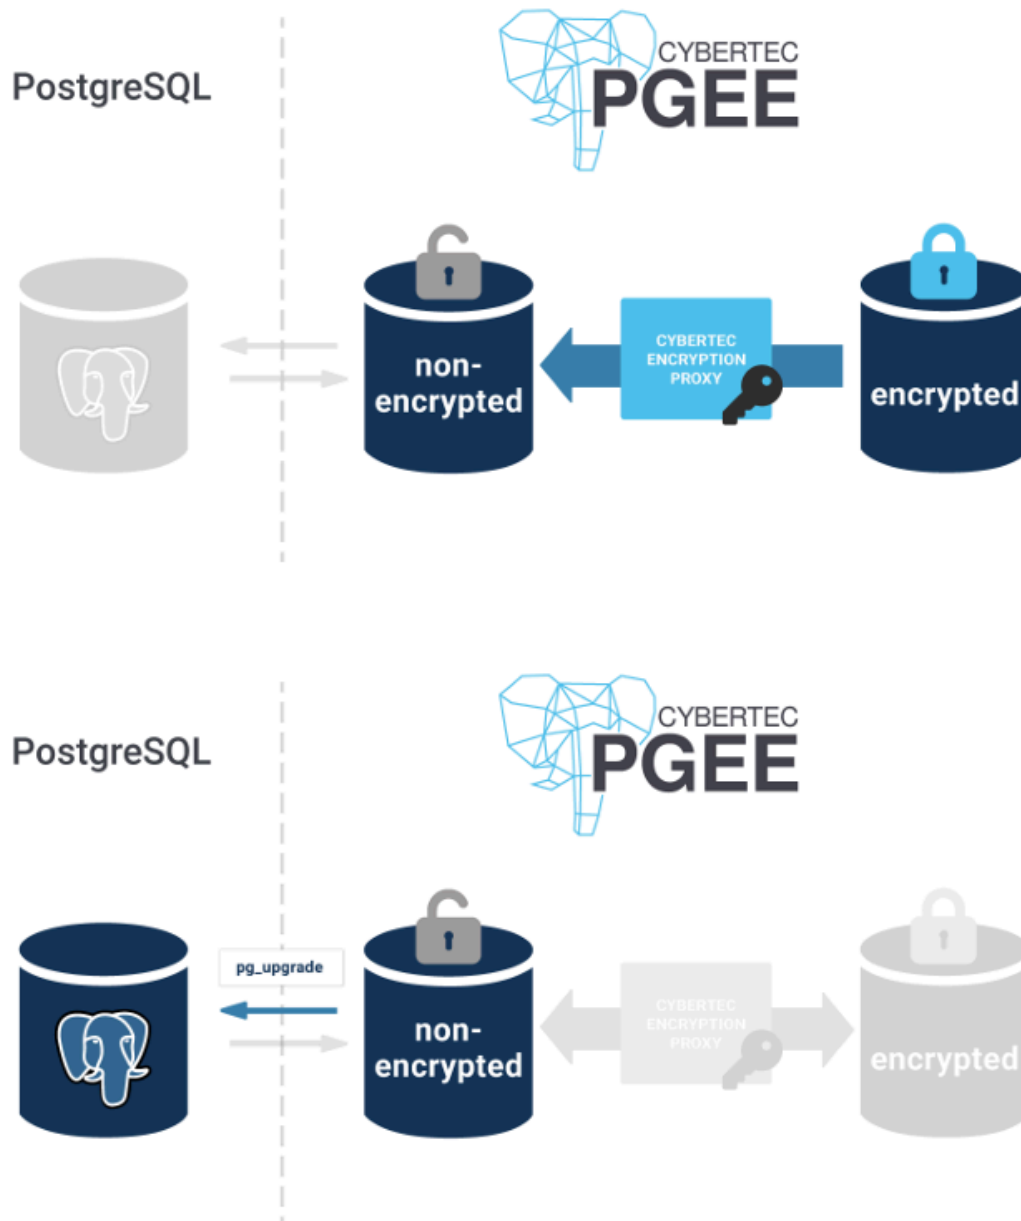 PostgreSQL
CYBERTEC
PGEE
non-
encrypted
CYBERTEC
ENCRYPTION
PROXY
encrypted
PostgreSQL
CYBERTEC
PGEE
pg_upgrade
non-
encrypted
CYBERTEC
ENCRYPTION
PROXY
encrypted